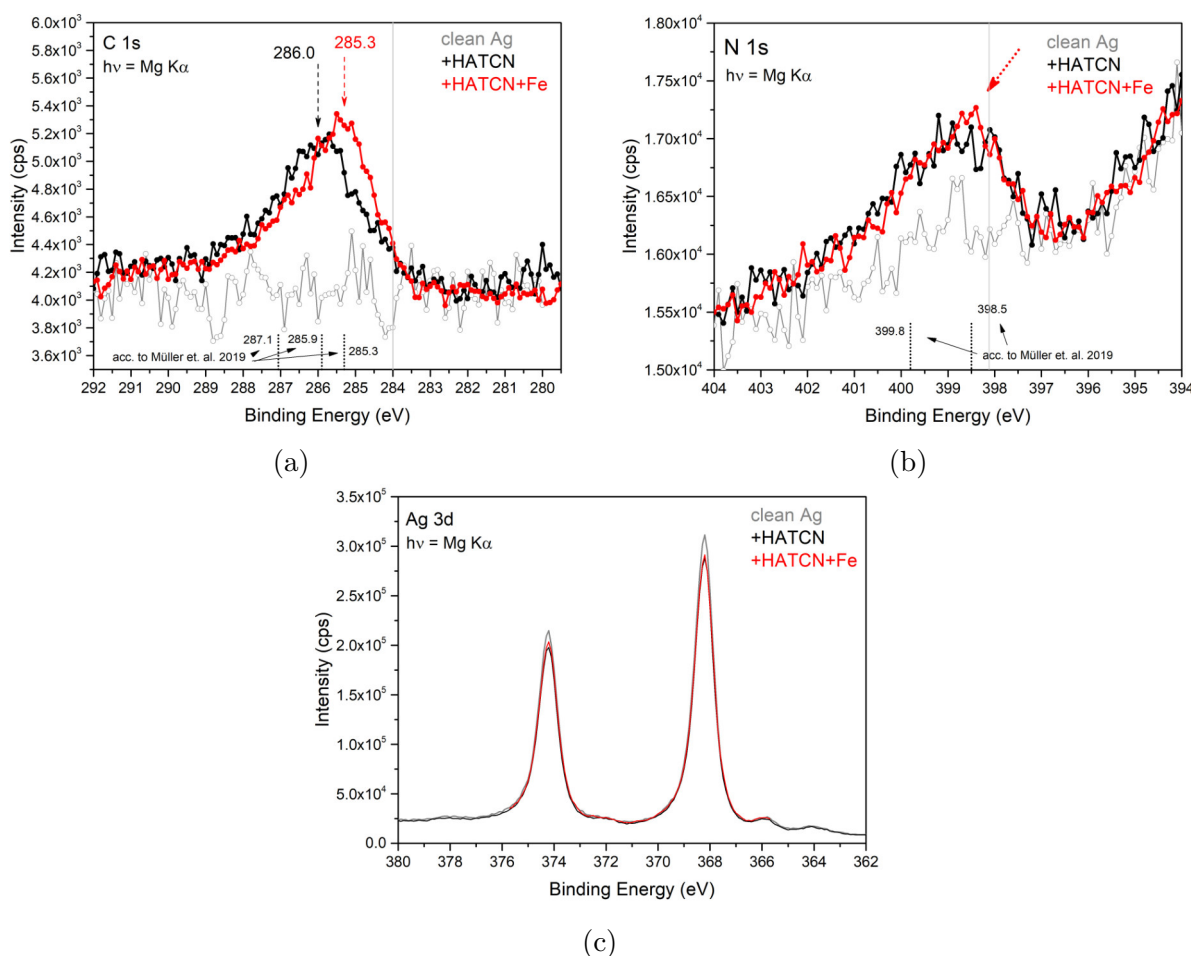 C 1s
hν = Mg Kα
286.0
285.3
clean Ag
+HATCN
+HATCN+Fe
6.0x10³
5.8x10³
5.6x10³
5.4x10³
5.2x10³
5.0x10³
4.8x10³
4.6x10³
4.4x10³
4.2x10³
4.0x10³
3.8x10³
3.6x10³
Intensity (cps)
287.1
285.9
285.3
acc. to Müller et. al. 2019
292 291 290 289 288 287 286 285 284 283 282 281 280
Binding Energy (eV)
(a)
N 1s
hν = Mg Kα
clean Ag
+HATCN
+HATCN+Fe
1.80x10⁴
1.75x10⁴
1.70x10⁴
1.65x10⁴
1.60x10⁴
1.55x10⁴
1.50x10⁴
Intensity (cps)
399.8
398.5
acc. to Müller et. al. 2019
404 403 402 401 400 399 398 397 396 395 394
Binding Energy (eV)
(b)
Ag 3d
hν = Mg Kα
clean Ag
+HATCN
+HATCN+Fe
3.5x10⁵
3.0x10⁵
2.5x10⁵
2.0x10⁵
1.5x10⁵
1.0x10⁵
5.0x10⁴
0.0
Intensity (cps)
380 378 376 374 372 370 368 366 364 362
Binding Energy (eV)
(c)